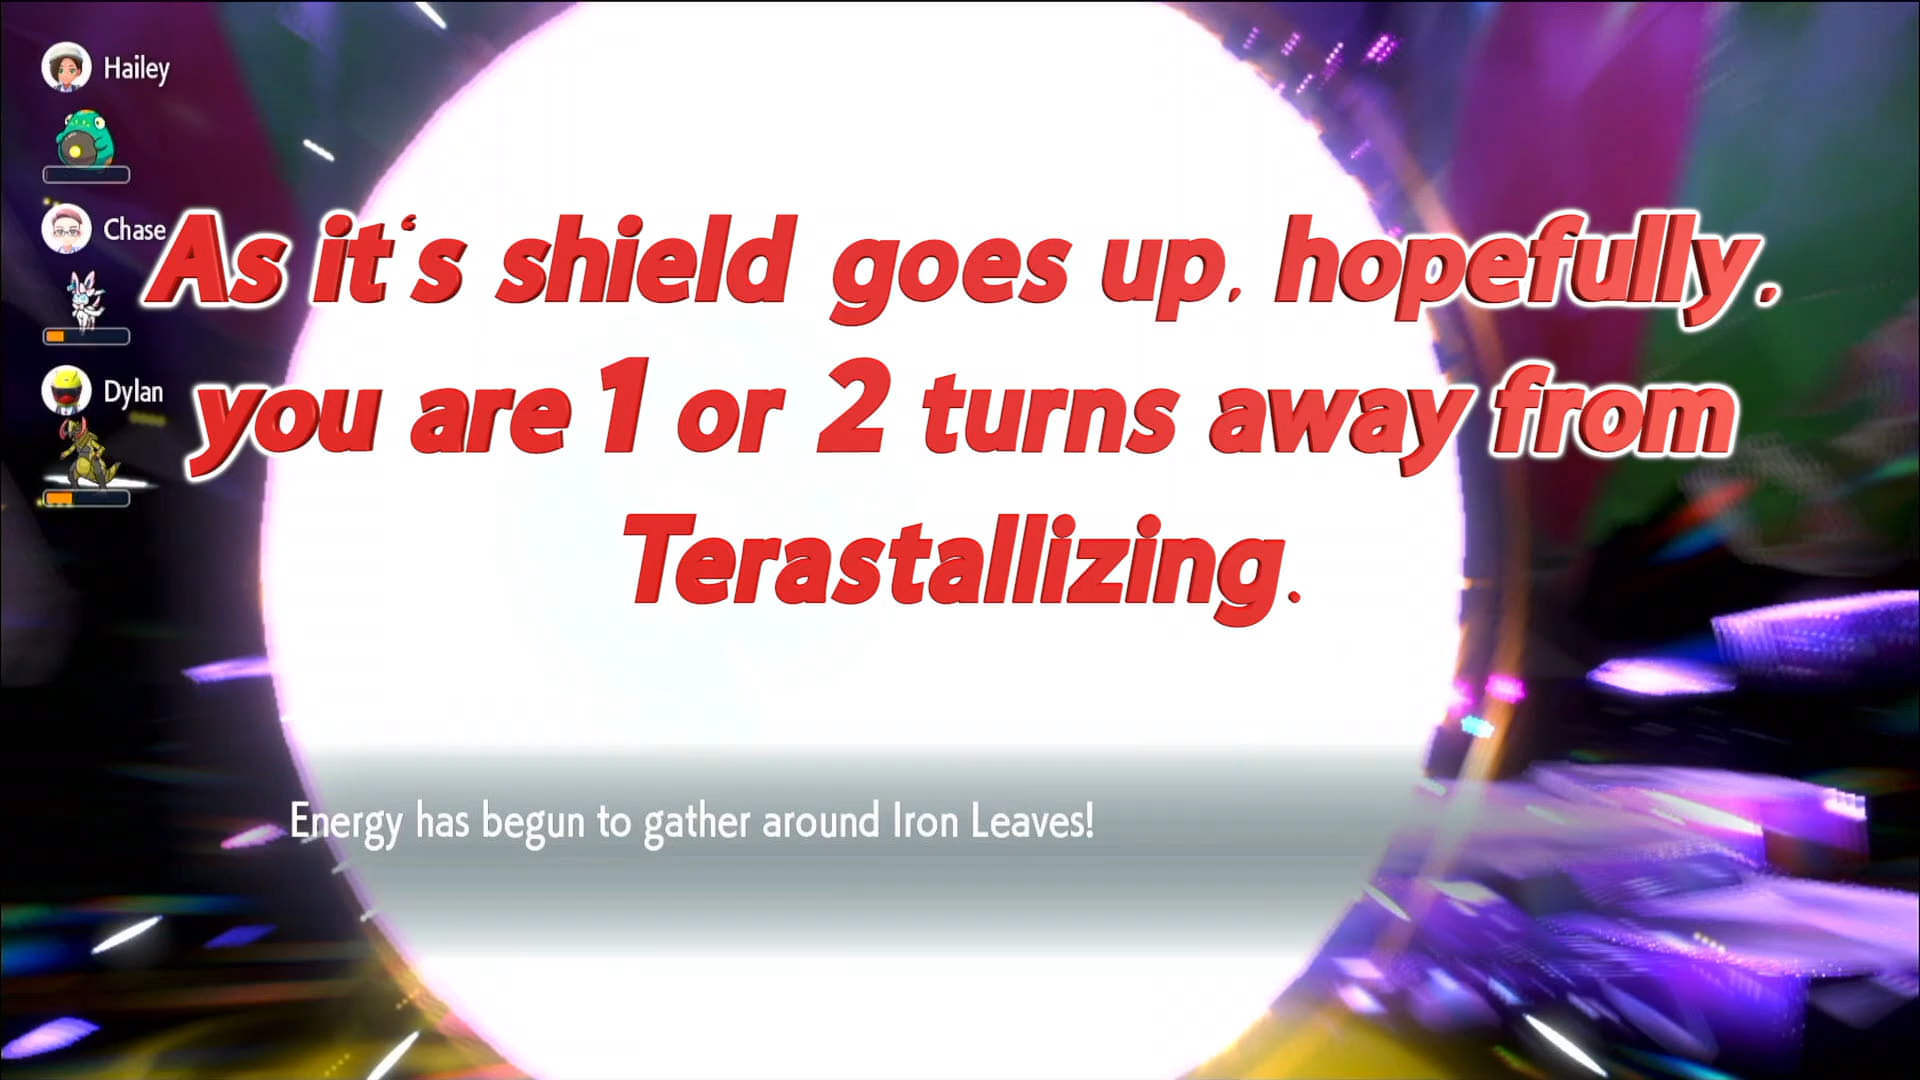 Hailey
Chase
Dylan
As it's shield goes up, hopefully,
you are 1 or 2 turns away from
Terastallizing.
Energy has begun to gather around Iron Leaves!